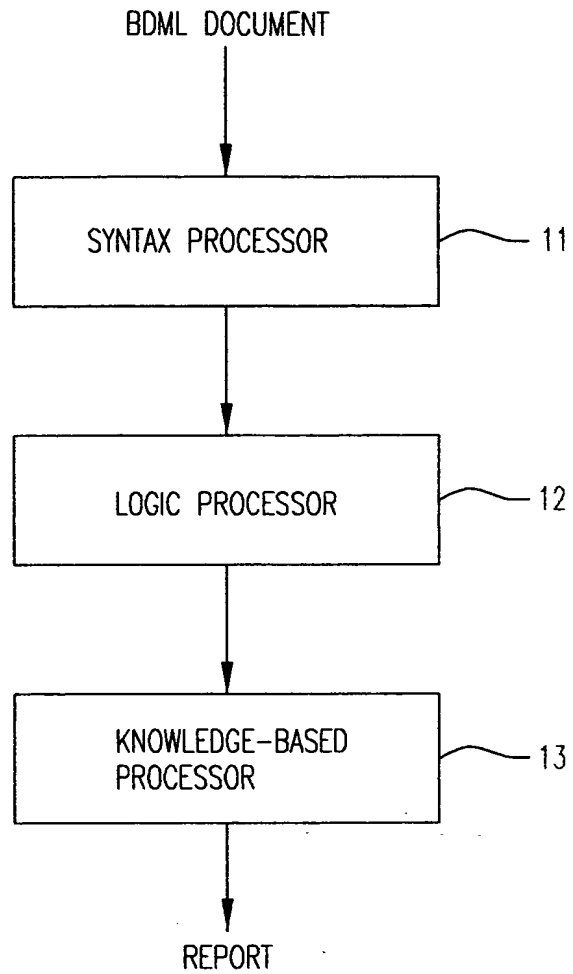 BDML DOCUMENT
SYNTAX PROCESSOR
11
LOGIC PROCESSOR
12
KNOWLEDGE-BASED
PROCESSOR
13
REPORT